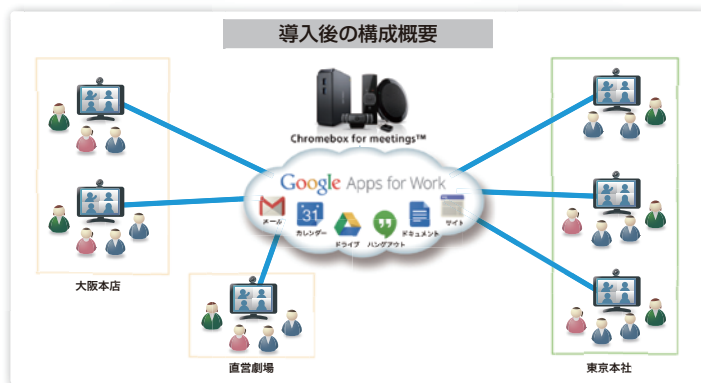 導入後の構成概要
Chromebox for meetings™
Google Apps for Work
メール
31
カレンダー
ドライブ
ハングアウト
ドキュメント
サイト
大阪本店
直営劇場
東京本社